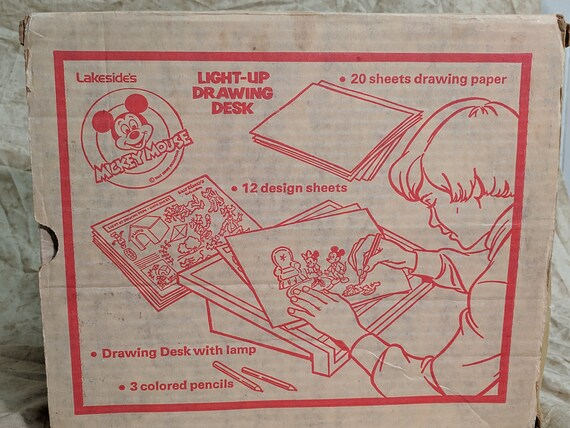 Lakeside's
MICKEY MOUSE
LIGHT-UP
DRAWING
DESK
• 20 sheets drawing paper
• 12 design sheets
• Drawing Desk with lamp
• 3 colored pencils